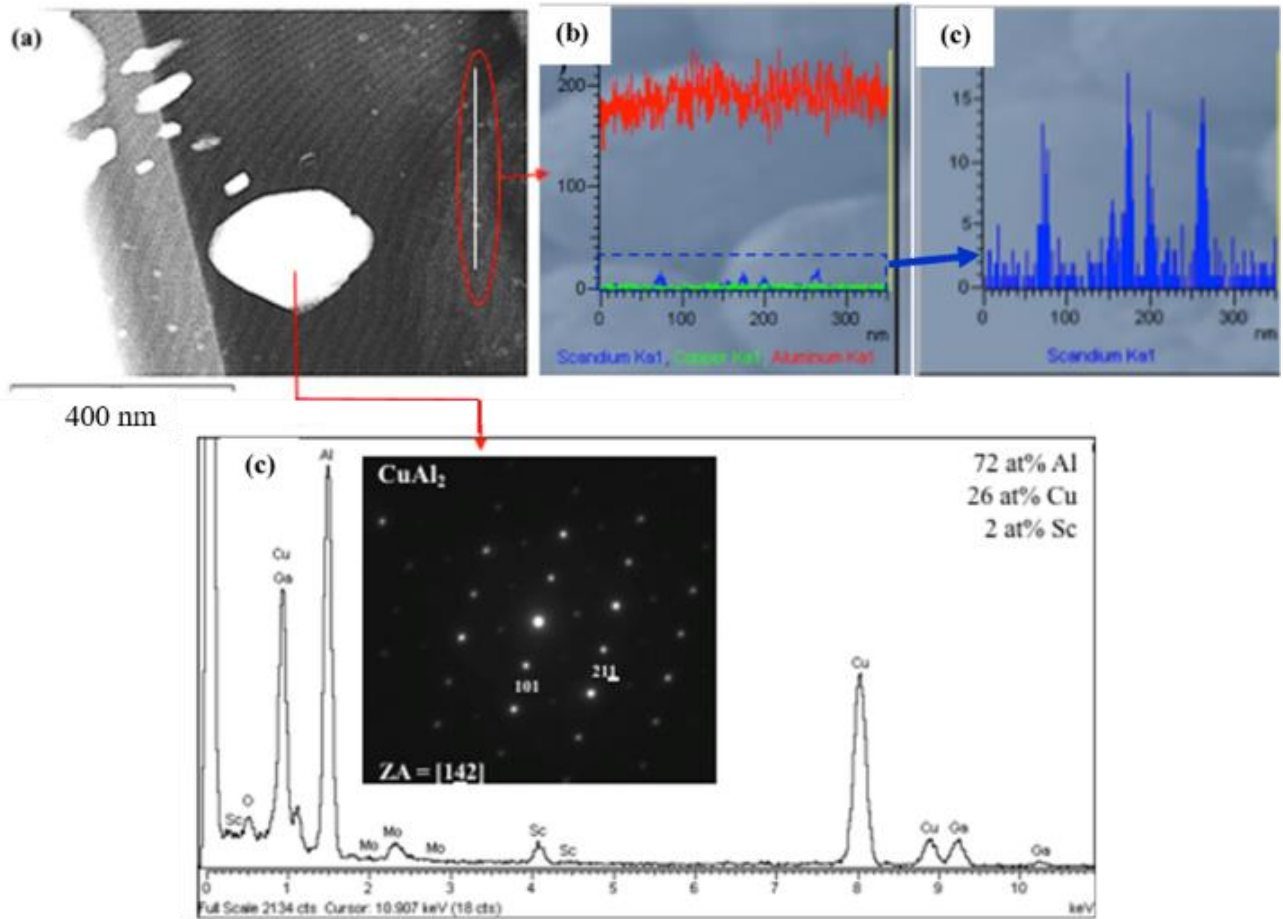 (a)
400 nm
(b)
200
100
0
0 100 200 300
nm
Scandium Ka1, Copper Ka1, Aluminum Ka1
(c)
15
10
5
0
0 100 200 300
nm
Scandium Ka1
(c)
CuAl₂
101
211
ZA = [142]
72 at% Al
26 at% Cu
2 at% Sc
Al
Cu
Ga
O
Sc
Mo
Mo
Mo
Sc
Sc
Cu
Cu
Ga
Ga
0 1 2 3 4 5 6 7 8 9 10
Full Scale 2134 cts Cursor: 10.907 keV (18 cts) keV